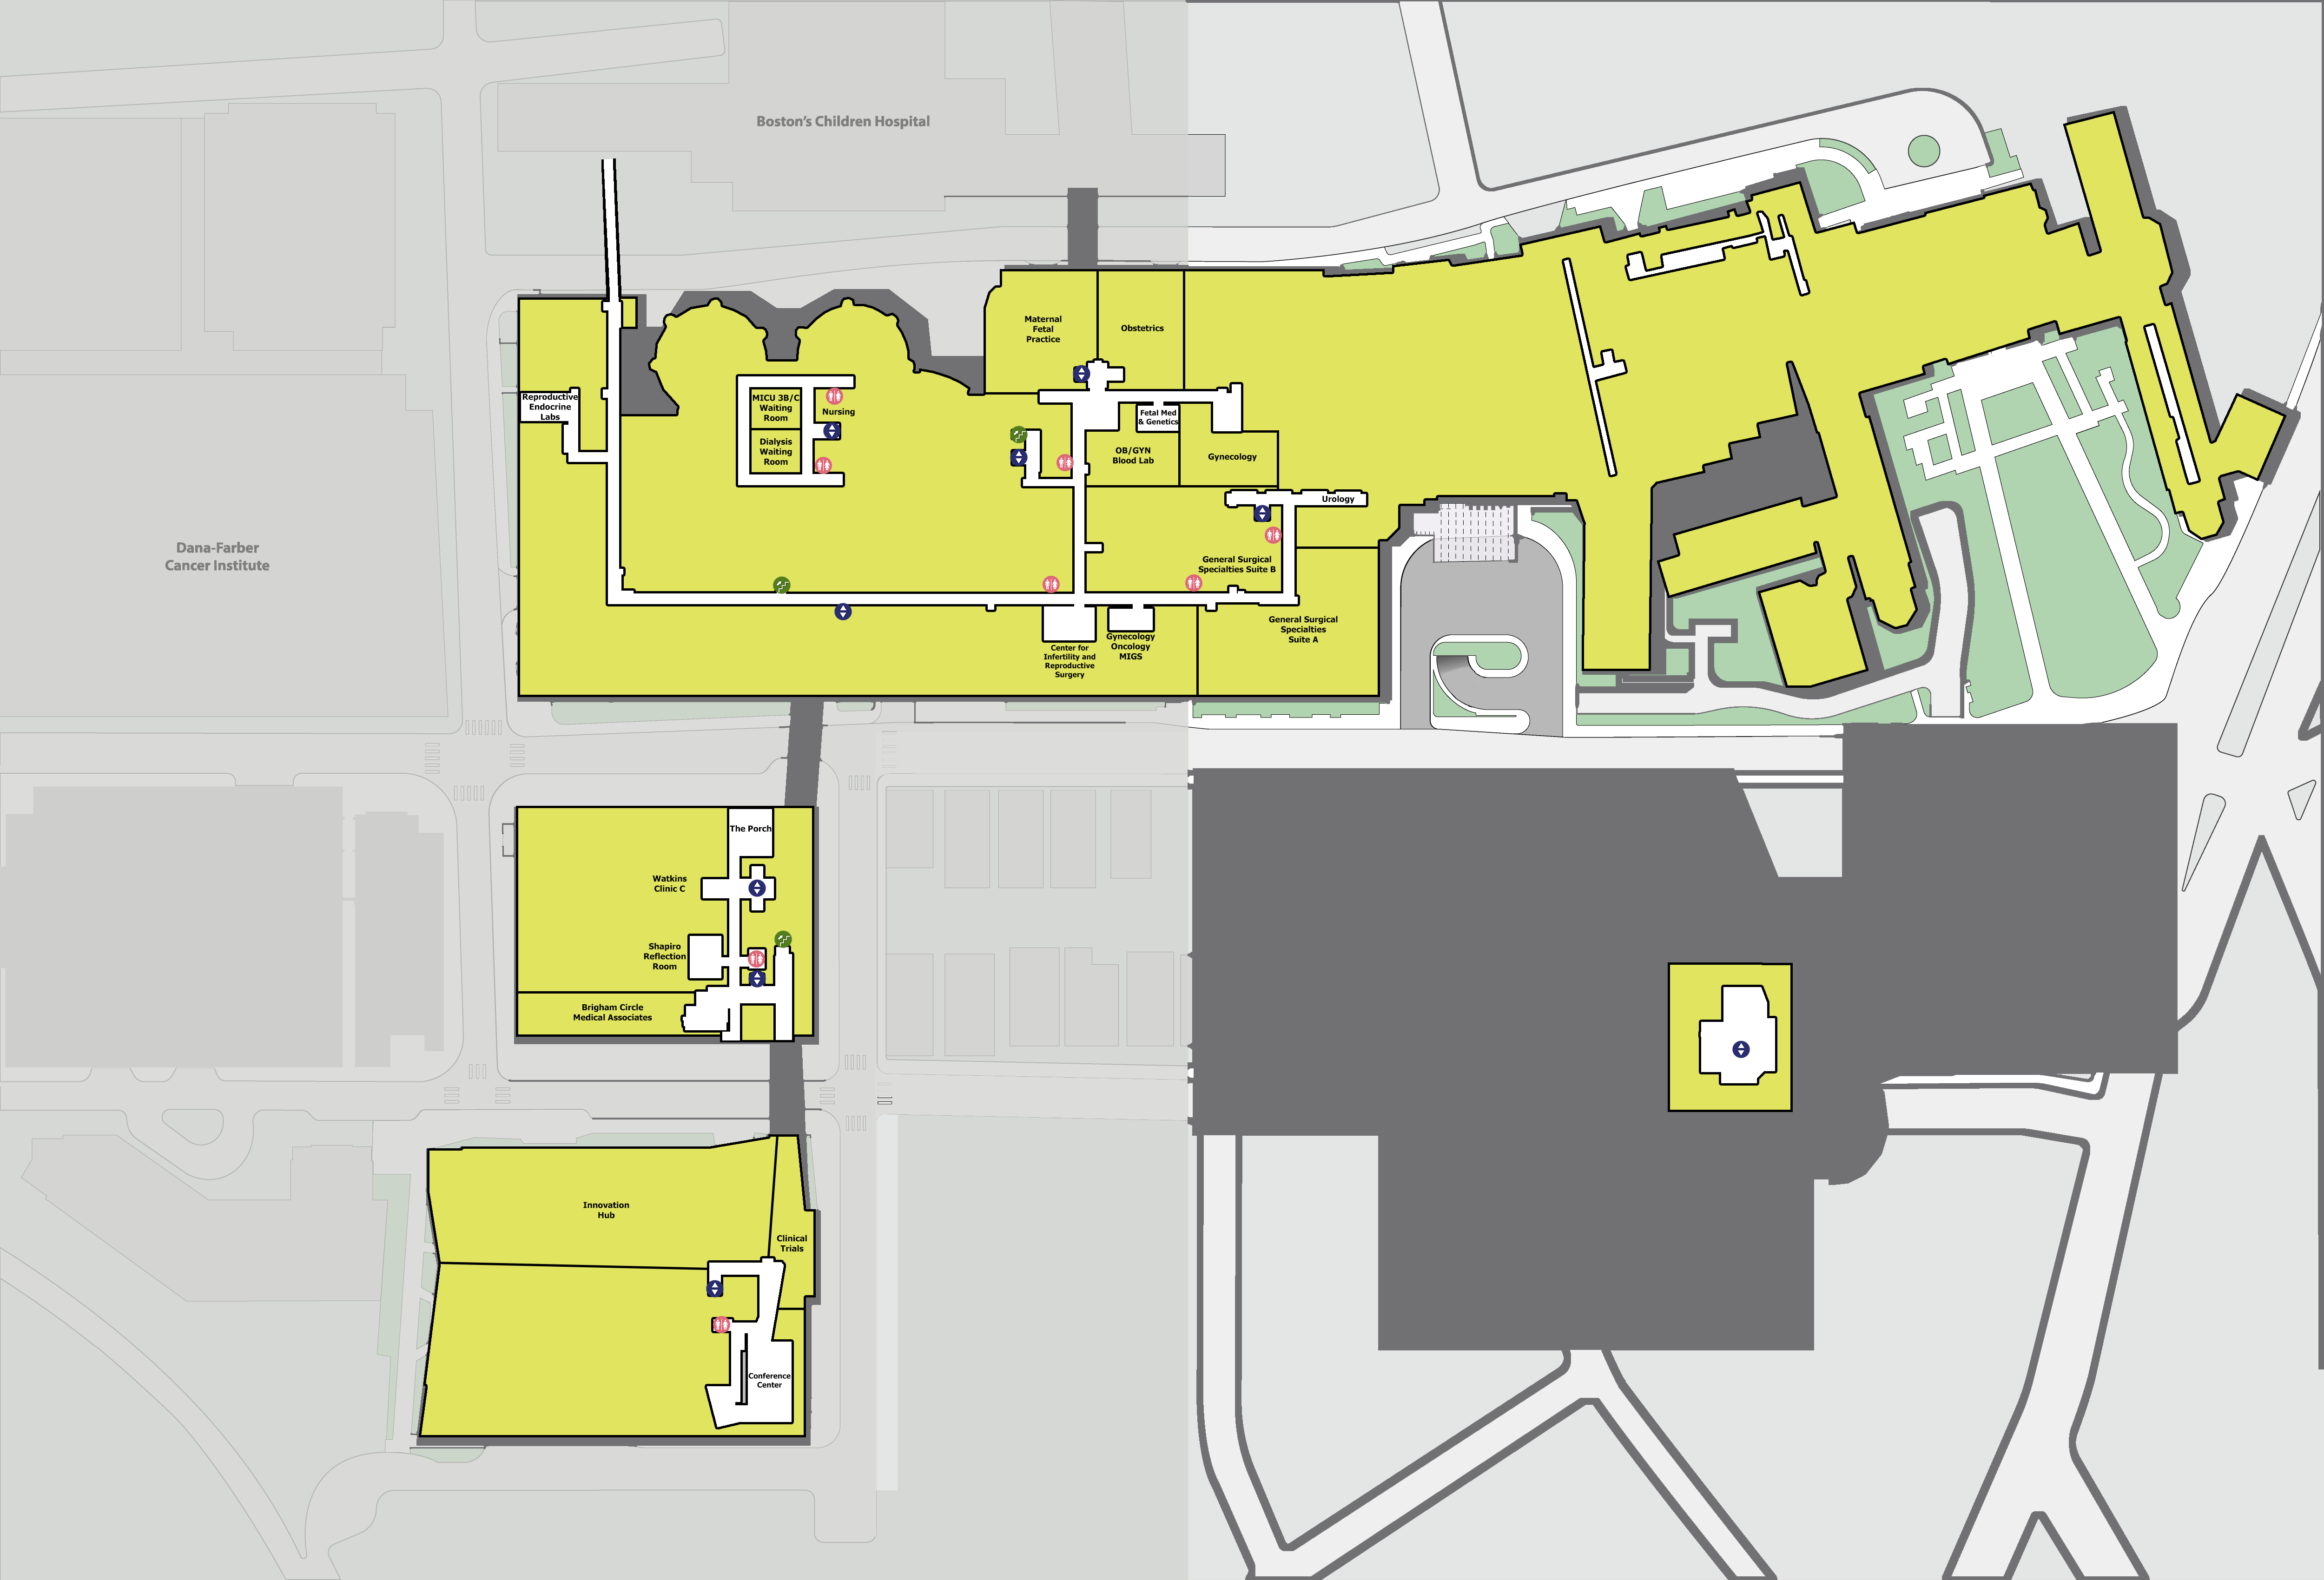 Boston's Children Hospital
Maternal
Fetal
Practice
Obstetrics
Reproductive
Endocrine
Labs
MICU 3B/C
Waiting
Room
Nursing
Dialysis
Waiting
Room
Fetal Med
& Genetics
OB/GYN
Blood Lab
Gynecology
Urology
Dana-Farber
Cancer Institute
General Surgical
Specialties Suite B
General Surgical
Specialties
Suite A
Center for
Infertility and
Reproductive
Surgery
Gynecology
Oncology
MIGS
The Porch
Watkins
Clinic C
Shapiro
Reflection
Room
Brigham Circle
Medical Associates
Innovation
Hub
Clinical
Trials
Conference
Center